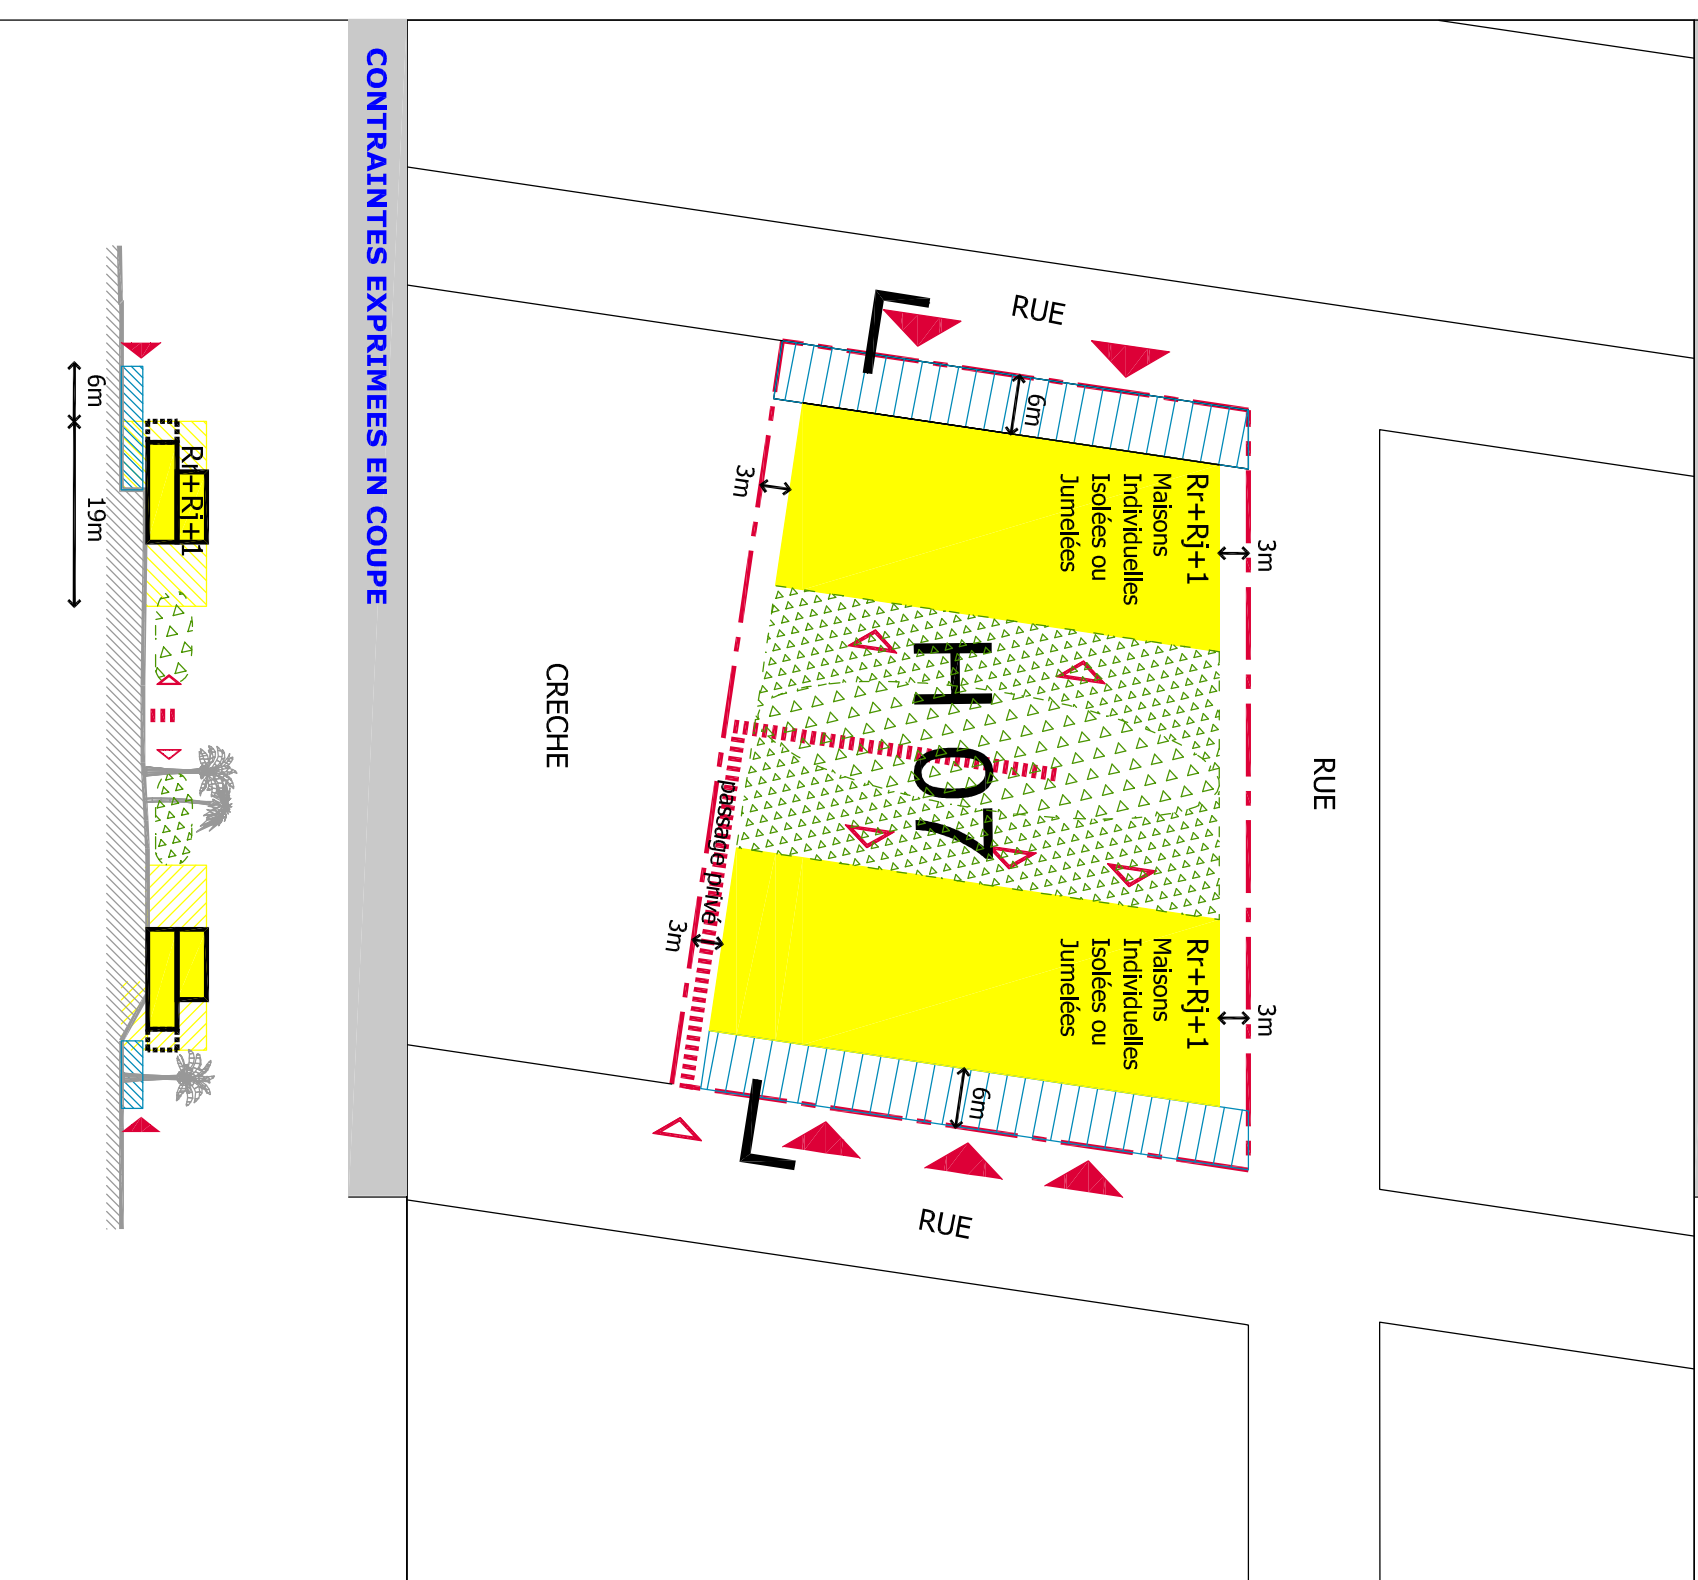 RUE
3m
3m
Rr+Rj+1
Maisons
Individuelles
Isolées ou
Jumelées
Rr+Rj+1
Maisons
Individuelles
Isolées ou
Jumelées
RUE
6m
H 07
6m
RUE
3m
passage privé
3m
CRECHE
CONTRAINTES EXPRIMEES EN COUPE
Rr+Rj+1
6m
19m